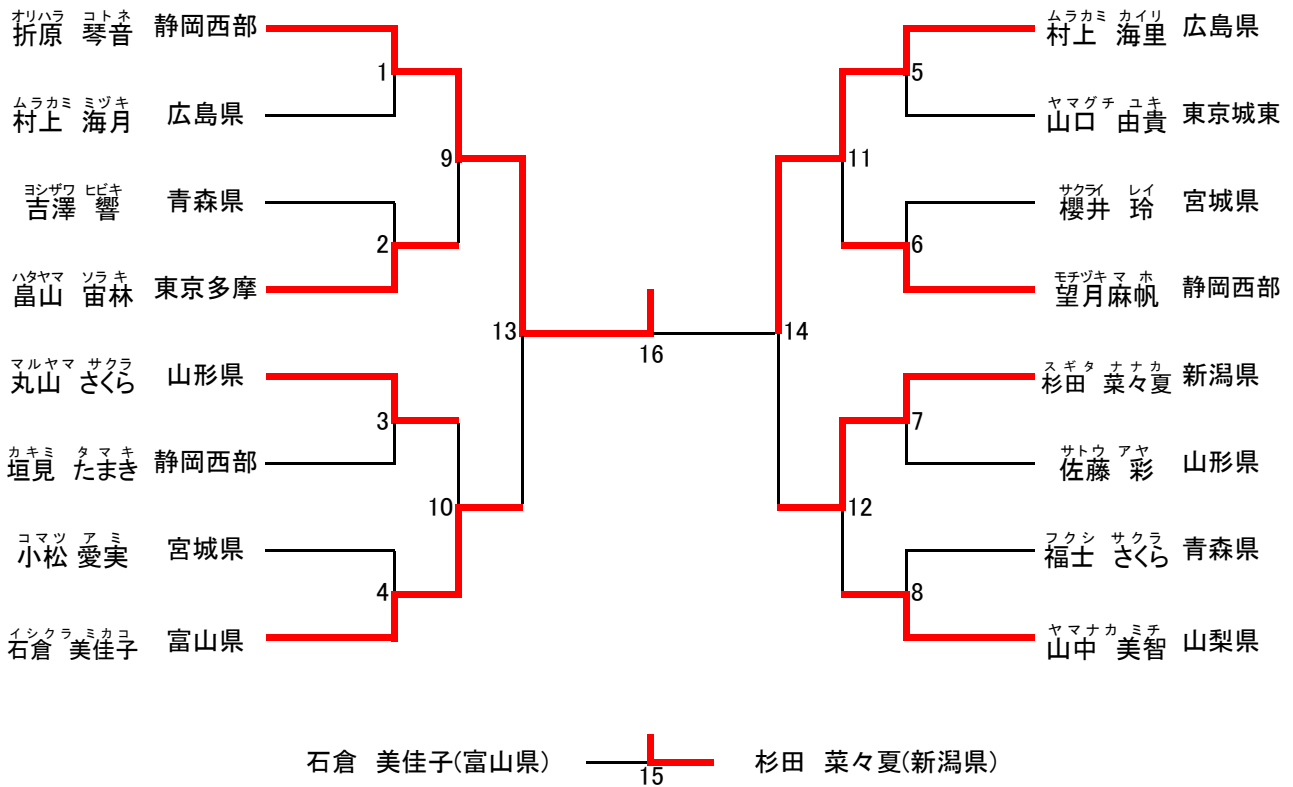 オリハラ コトネ
折原 琴音 静岡西部
ムラカミ ミヅキ
村上 海月 広島県
ヨシザワ ヒビキ
吉澤 響 青森県
ハタヤマ ソラキ
畠山 宙林 東京多摩
マルヤマ サクラ
丸山 さくら 山形県
カキミ タマキ
垣見 たまき 静岡西部
コマツ アミ
小松 愛実 宮城県
イシクラ ミカコ
石倉 美佳子 富山県
1
2
3
4
9
10
13
16
14
11
12
5
6
7
8
ムラカミ カイリ
村上 海里 広島県
ヤマグチ ユキ
山口 由貴 東京城東
サクライ レイ
櫻井 玲 宮城県
モチヅキ マホ
望月麻帆 静岡西部
スギタ ナナカ
杉田 菜々夏 新潟県
サトウ アヤ
佐藤 彩 山形県
フクシ サクラ
福士 さくら 青森県
ヤマナカ ミチ
山中 美智 山梨県
石倉 美佳子(富山県) 15 杉田 菜々夏(新潟県)